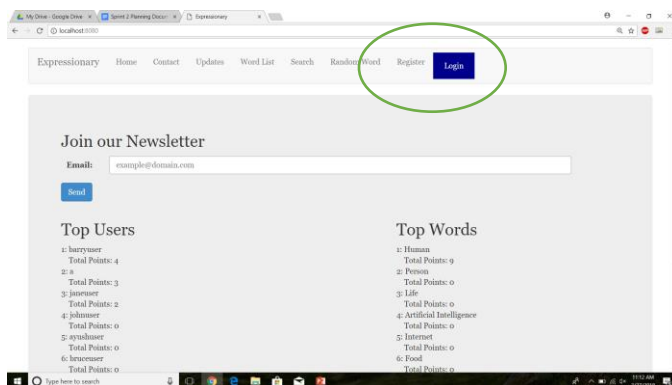 My Drive - Google Drive
Sprint 2 Planning Docum
Expressionary
localhost:8080
Expressionary Home Contact Updates Word List Search Random Word Register Login
Join our Newsletter
Email: example@domain.com
Send
Top Users
1: barryuser
Total Points: 4
2: a
Total Points: 3
3: janeuser
Total Points: 2
4: johnuser
Total Points: 0
5: ayushuser
Total Points: 0
6: bruceuser
Total Points: 0
Top Words
1: Human
Total Points: 9
2: Person
Total Points: 0
3: Life
Total Points: 0
4: Artificial Intelligence
Total Points: 0
5: Internet
Total Points: 0
6: Food
Total Points: 0
Type here to search
11:12 AM